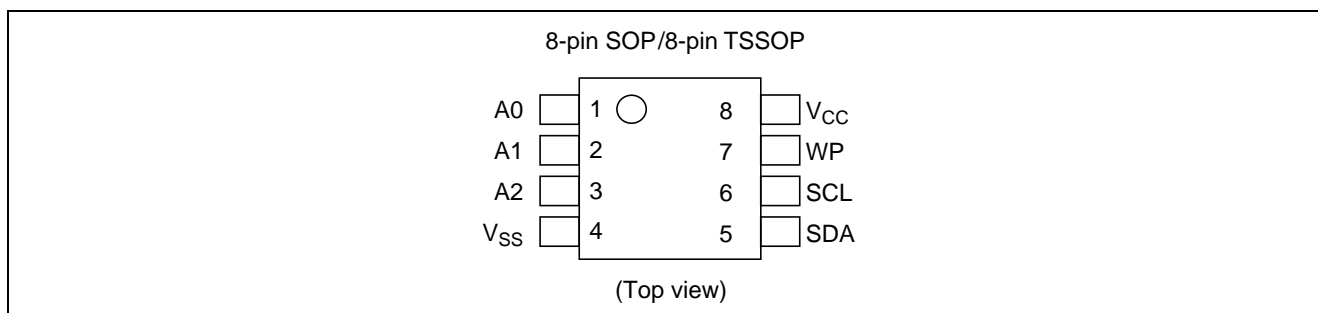 8-pin SOP/8-pin TSSOP
A0 1 8 VCC
A1 2 7 WP
A2 3 6 SCL
VSS 4 5 SDA
(Top view)